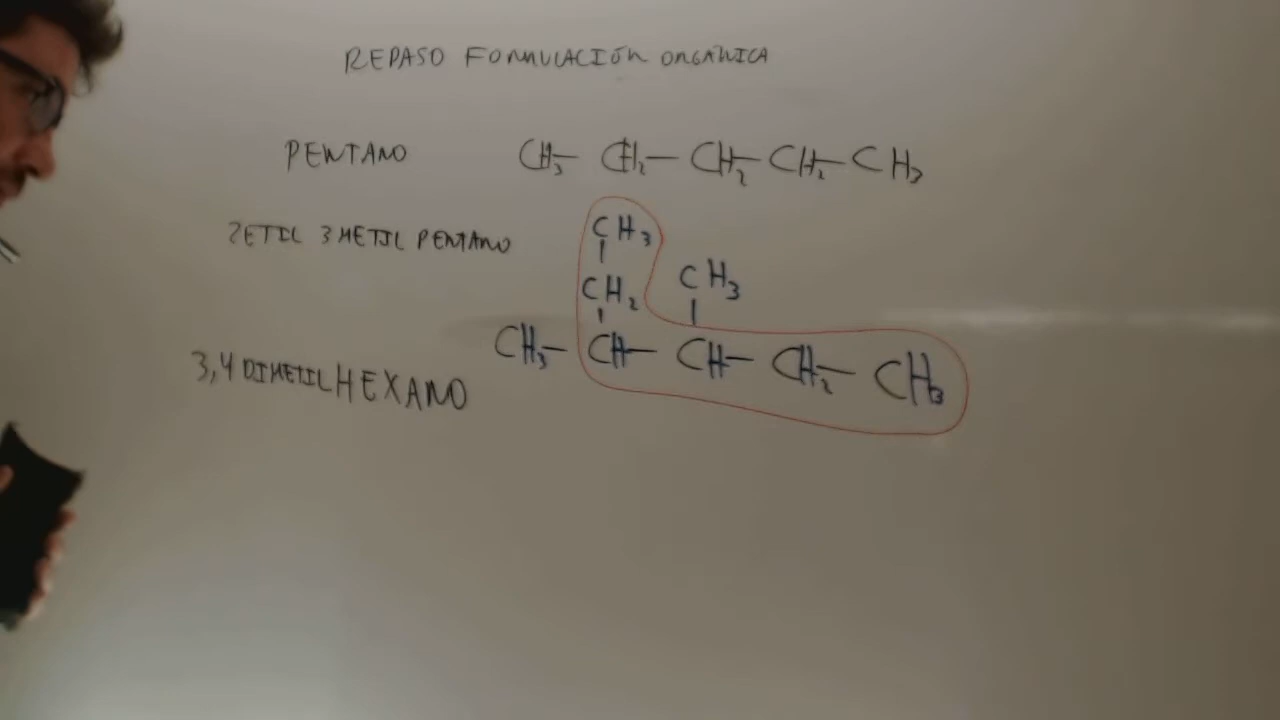 REPASO FORMULACIÓN ORGÁNICA
PENTANO CH₃— CH₂— CH₂— CH₂— CH₃
2ETIL 3METIL PENTANO
CH₃
|
CH₂ CH₃
| |
CH₃— CH— CH— CH₂— CH₃
3,4 DIMETIL HEXANO